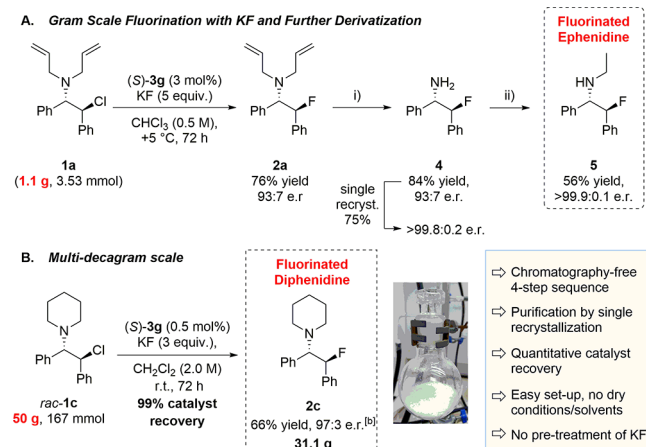 A. Gram Scale Fluorination with KF and Further Derivatization
N
Cl
Ph
Ph
1a
(1.1 g, 3.53 mmol)
(S)-3g (3 mol%)
KF (5 equiv.)
CHCl3 (0.5 M),
+5 °C, 72 h
N
F
Ph
Ph
2a
76% yield
93:7 e.r
i)
single
recryst.
75%
NH2
F
Ph
Ph
4
84% yield,
93:7 e.r.
>99.8:0.2 e.r.
ii)
Fluorinated
Ephenidine
HN
F
Ph
Ph
5
56% yield,
>99.9:0.1 e.r.
B. Multi-decagram scale
N
Cl
Ph
Ph
rac-1c
50 g, 167 mmol
(S)-3g (0.5 mol%)
KF (3 equiv.),
CH2Cl2 (2.0 M)
r.t., 72 h
99% catalyst
recovery
Fluorinated
Diphenidine
N
F
Ph
Ph
2c
66% yield, 97:3 e.r.[b]
31.1 g
⇨ Chromatography-free
4-step sequence
⇨ Purification by single
recrystallization
⇨ Quantitative catalyst
recovery
⇨ Easy set-up, no dry
conditions/solvents
⇨ No pre-treatment of KF